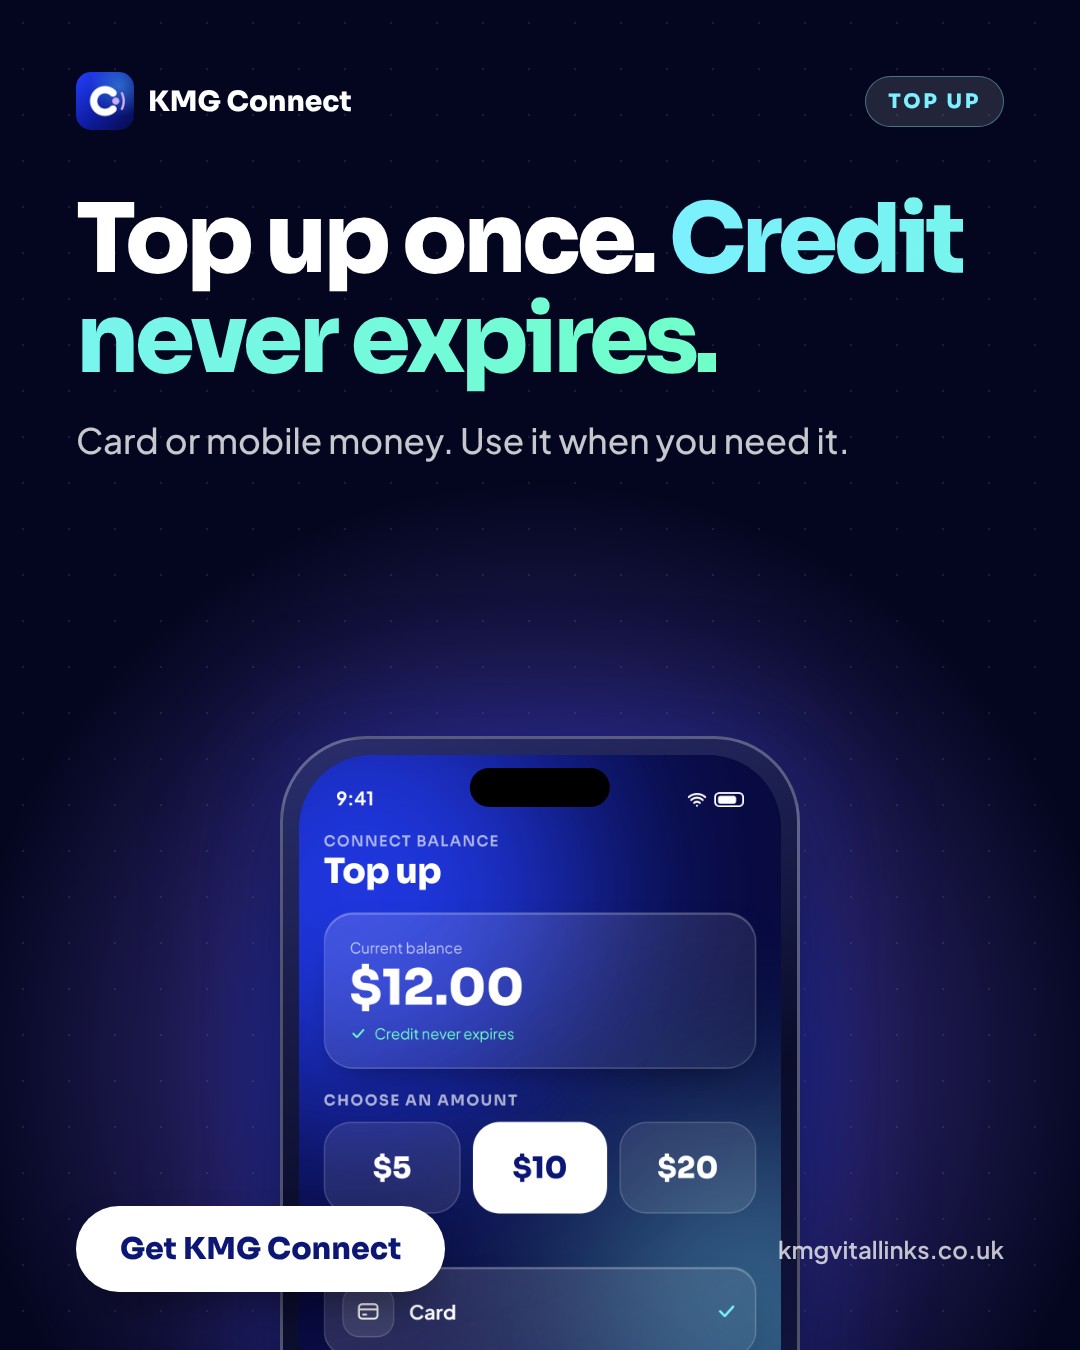 KMG Connect
TOP UP
Top up once. Credit
never expires.
Card or mobile money. Use it when you need it.
9:41
CONNECT BALANCE
Top up
Current balance
$12.00
Credit never expires
CHOOSE AN AMOUNT
$5 $10 $20
Get KMG Connect
kmgvitallinks.co.uk
Card